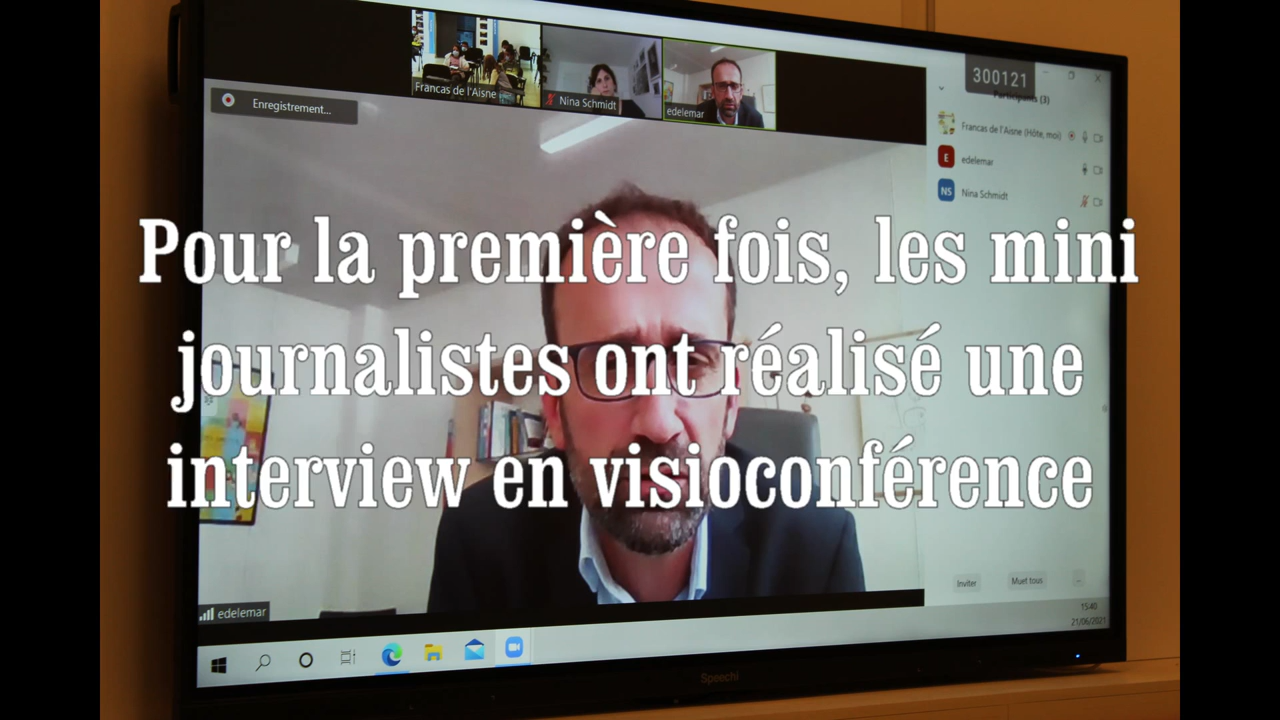 300121
Francas de l'Aisne
Nina Schmidt
edelemar
Enregistrement...
Participants (3)
Francas de l'Aisne (Hôte, moi)
E edelemar
NS Nina Schmidt
Pour la première fois, les mini
journalistes ont réalisé une
interview en visioconférence
Inviter
Muet tous
edelemar
15:40
21/06/2021
Speechi